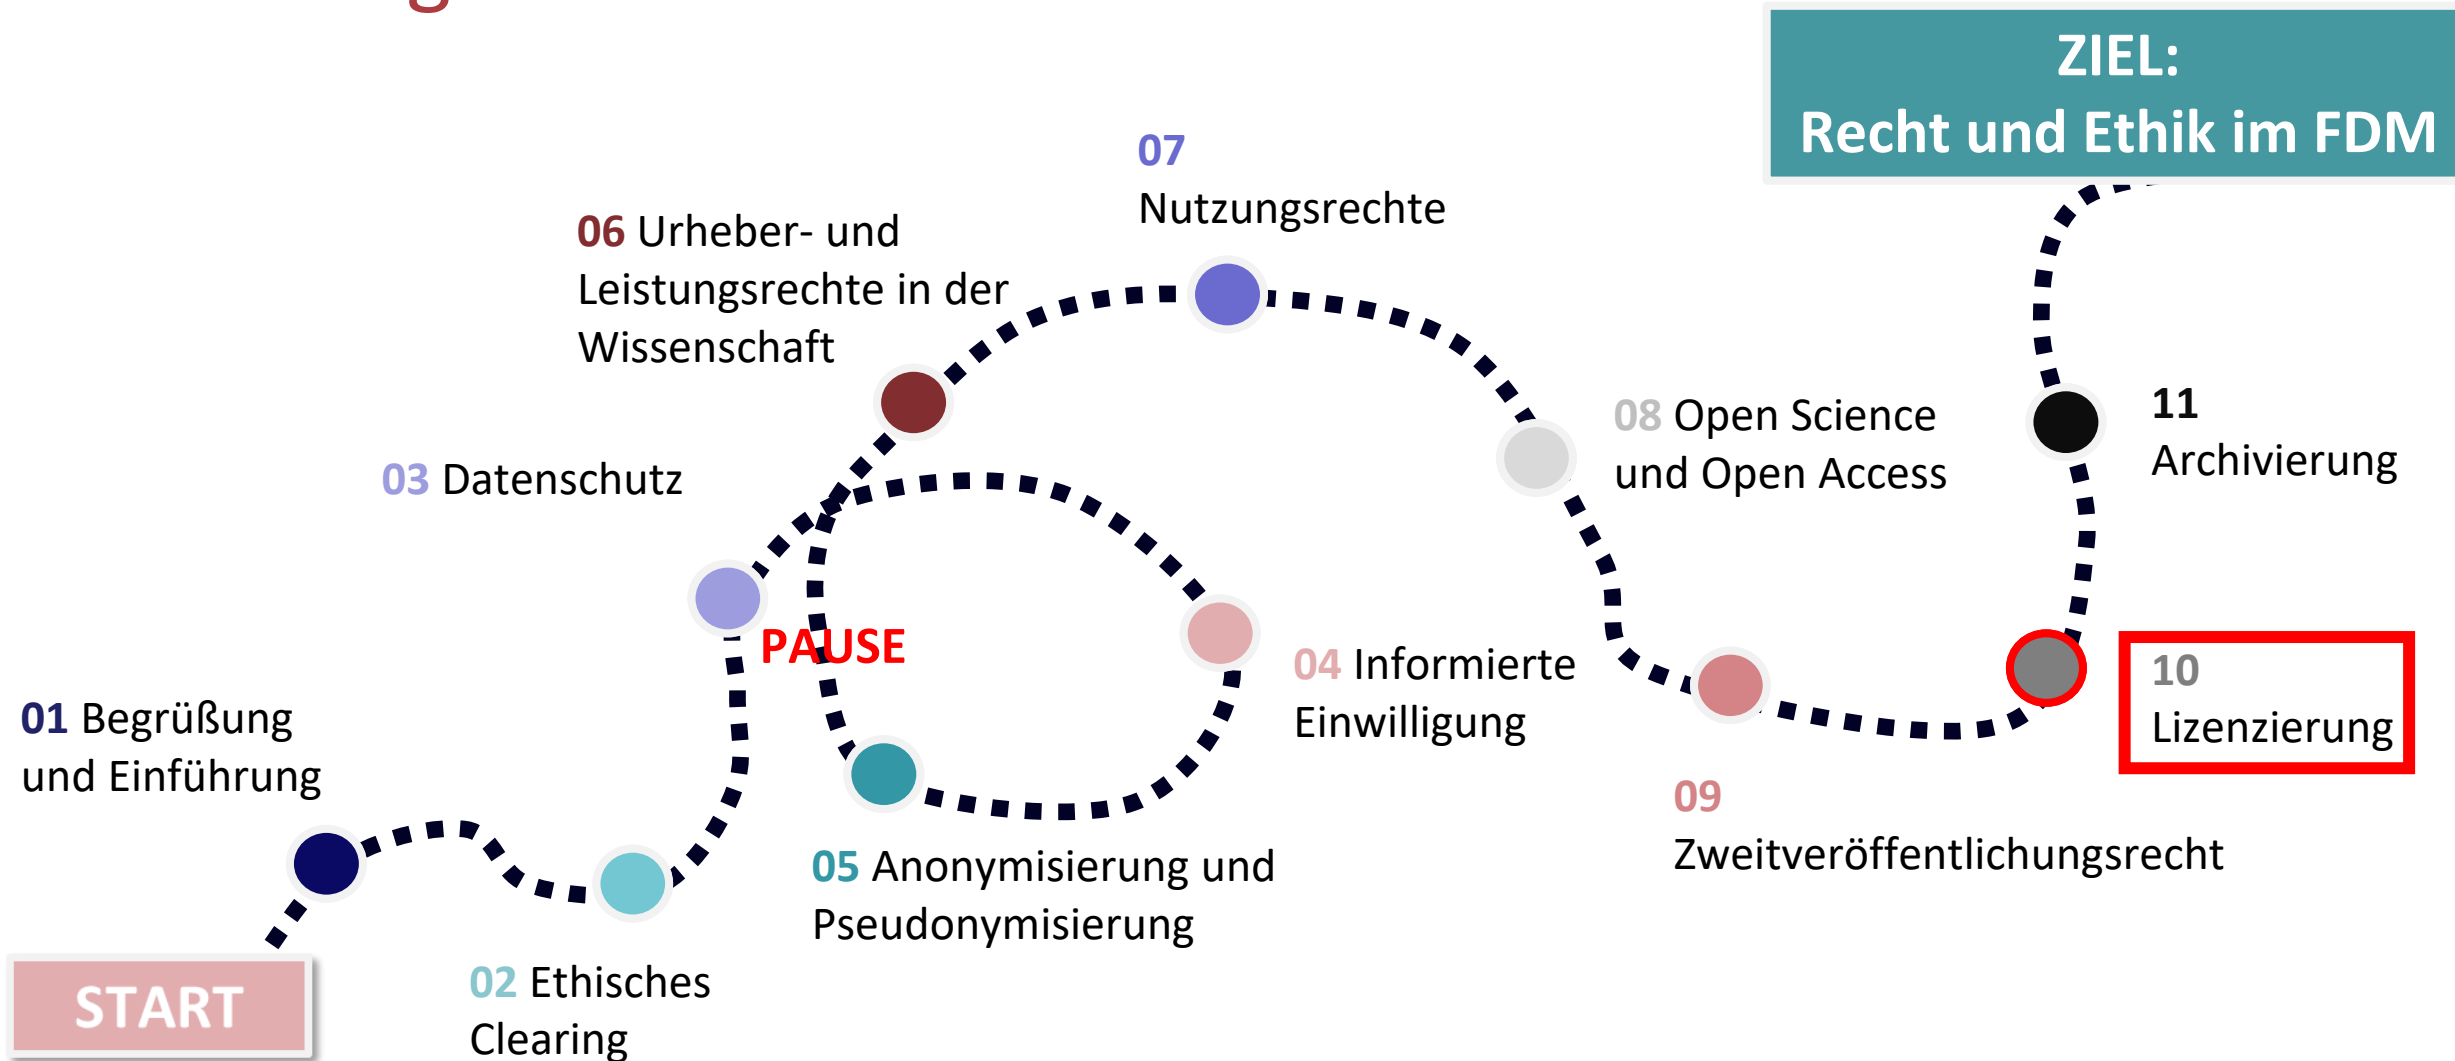 ZIEL:
Recht und Ethik im FDM
07
Nutzungsrechte
06 Urheber- und
Leistungsrechte in der
Wissenschaft
08 Open Science
und Open Access
11
Archivierung
03 Datenschutz
PAUSE
04 Informierte
Einwilligung
10
Lizenzierung
01 Begrüßung
und Einführung
09
Zweitveröffentlichungsrecht
05 Anonymisierung und
Pseudonymisierung
02 Ethisches
Clearing
START